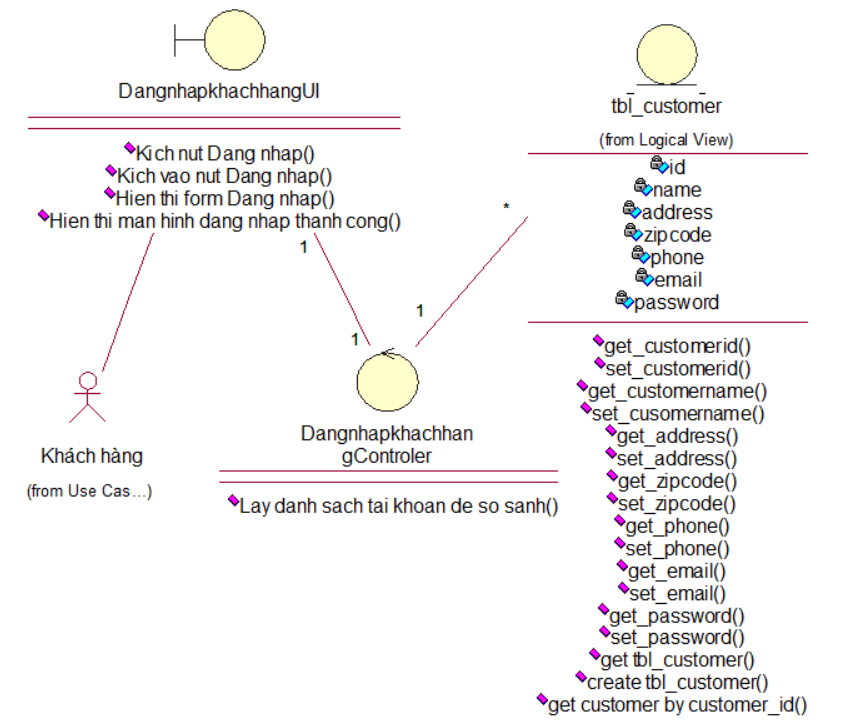 DangnhapkhachhangUI
Kich nut Dang nhap()
Kich vao nut Dang nhap()
Hien thi form Dang nhap()
Hien thi man hinh dang nhap thanh cong()
1
1
Khách hàng
(from Use Cas...)
Dangnhapkhachhan
gControler
Lay danh sach tai khoan de so sanh()
*
1
tbl_customer
(from Logical View)
id
name
address
zipcode
phone
email
password
get_customerid()
set_customerid()
get_customername()
set_cusomername()
get_address()
set_address()
get_zipcode()
set_zipcode()
get_phone()
set_phone()
get_email()
set_email()
get_password()
set_password()
get tbl_customer()
create tbl_customer()
get customer by customer_id()